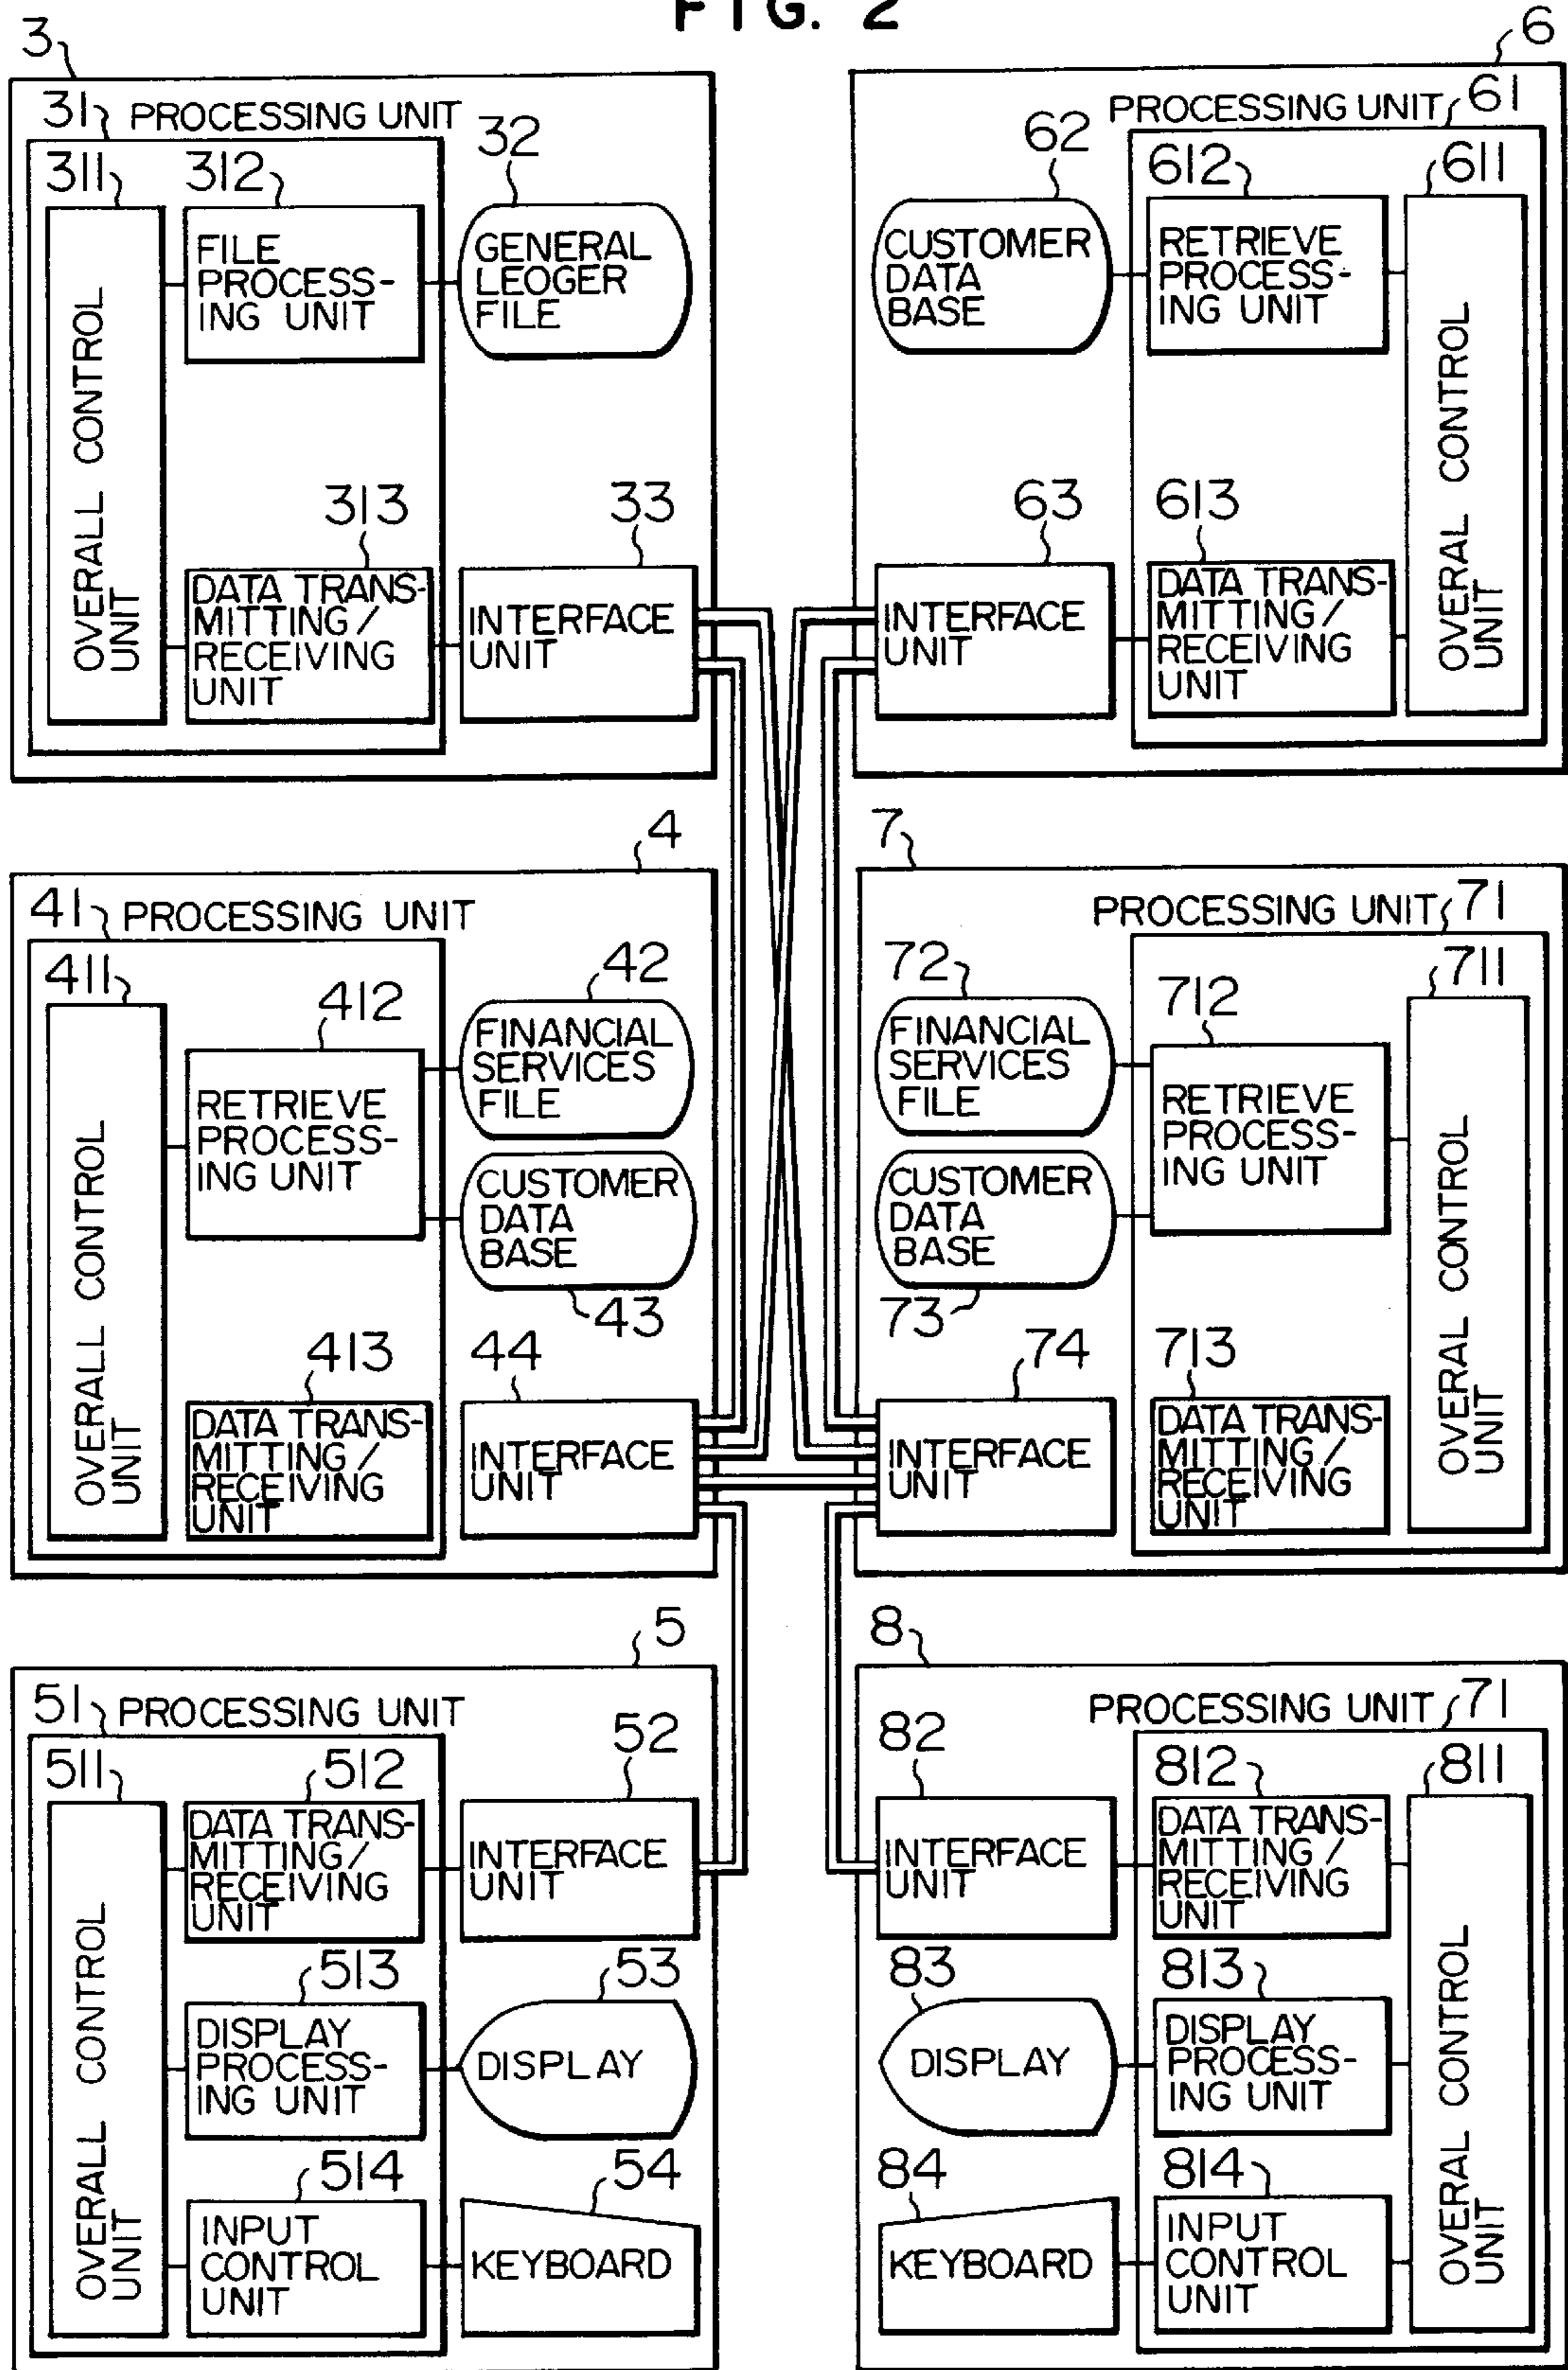 FIG. 2
3
31 PROCESSING UNIT
311
312
32
OVERALL CONTROL
UNIT
FILE
PROCESS-
ING UNIT
GENERAL
LEOGER
FILE
313
33
DATA TRANS-
MITTING/
RECEIVING
UNIT
INTERFACE
UNIT
6
PROCESSING UNIT 61
62
612
611
CUSTOMER
DATA
BASE
RETRIEVE
PROCESS-
ING UNIT
OVERALL CONTROL
UNIT
63
613
INTERFACE
UNIT
DATA TRANS-
MITTING/
RECEIVING
UNIT
4
41 PROCESSING UNIT
411
412
42
OVERALL CONTROL
UNIT
RETRIEVE
PROCESS-
ING UNIT
FINANCIAL
SERVICES
FILE
CUSTOMER
DATA
BASE
43
413
44
DATA TRANS-
MITTING/
RECEIVING
UNIT
INTERFACE
UNIT
7
PROCESSING UNIT 71
72
712
711
FINANCIAL
SERVICES
FILE
RETRIEVE
PROCESS-
ING UNIT
OVERALL CONTROL
UNIT
CUSTOMER
DATA
BASE
73
74
713
INTERFACE
UNIT
DATA TRANS-
MITTING/
RECEIVING
UNIT
5
51 PROCESSING UNIT
511
512
52
OVERALL CONTROL
UNIT
DATA TRANS-
MITTING/
RECEIVING
UNIT
INTERFACE
UNIT
513
53
DISPLAY
PROCESS-
ING UNIT
DISPLAY
514
54
INPUT
CONTROL
UNIT
KEYBOARD
8
PROCESSING UNIT 71
82
812
811
INTERFACE
UNIT
DATA TRANS-
MITTING/
RECEIVING
UNIT
OVERALL CONTROL
UNIT
83
813
DISPLAY
DISPLAY
PROCESS-
ING UNIT
84
814
KEYBOARD
INPUT
CONTROL
UNIT